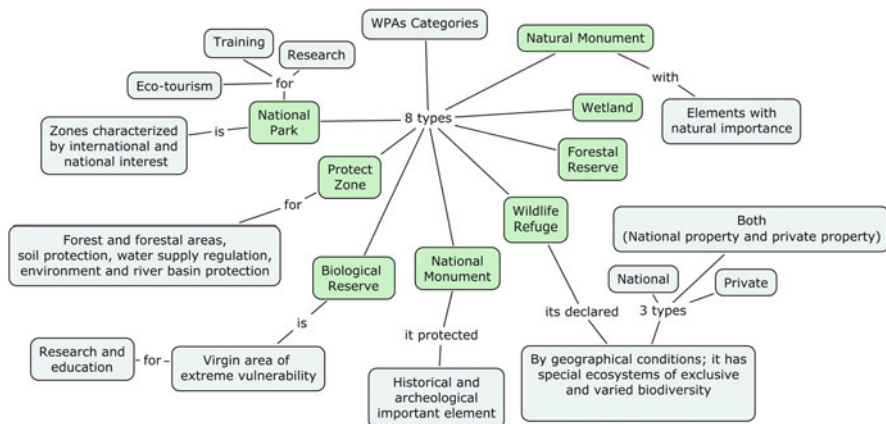 WPAs Categories
Natural Monument
Training
Research
for
Eco-tourism
with
National
Park
8 types
Wetland
Elements with
natural importance
is
Zones characterized
by international and
national interest
Forestal
Reserve
Protect
Zone
for
Wildlife
Refuge
Both
(National property and private property)
Forest and forestal areas,
soil protection, water supply regulation,
environment and river basin protection
Biological
Reserve
National
Monument
National
Private
its declared
3 types
is
it protected
Research and
education
for
Virgin area of
extreme vulnerability
By geographical conditions; it has
special ecosystems of exclusive
and varied biodiversity
Historical and
archeological
important element